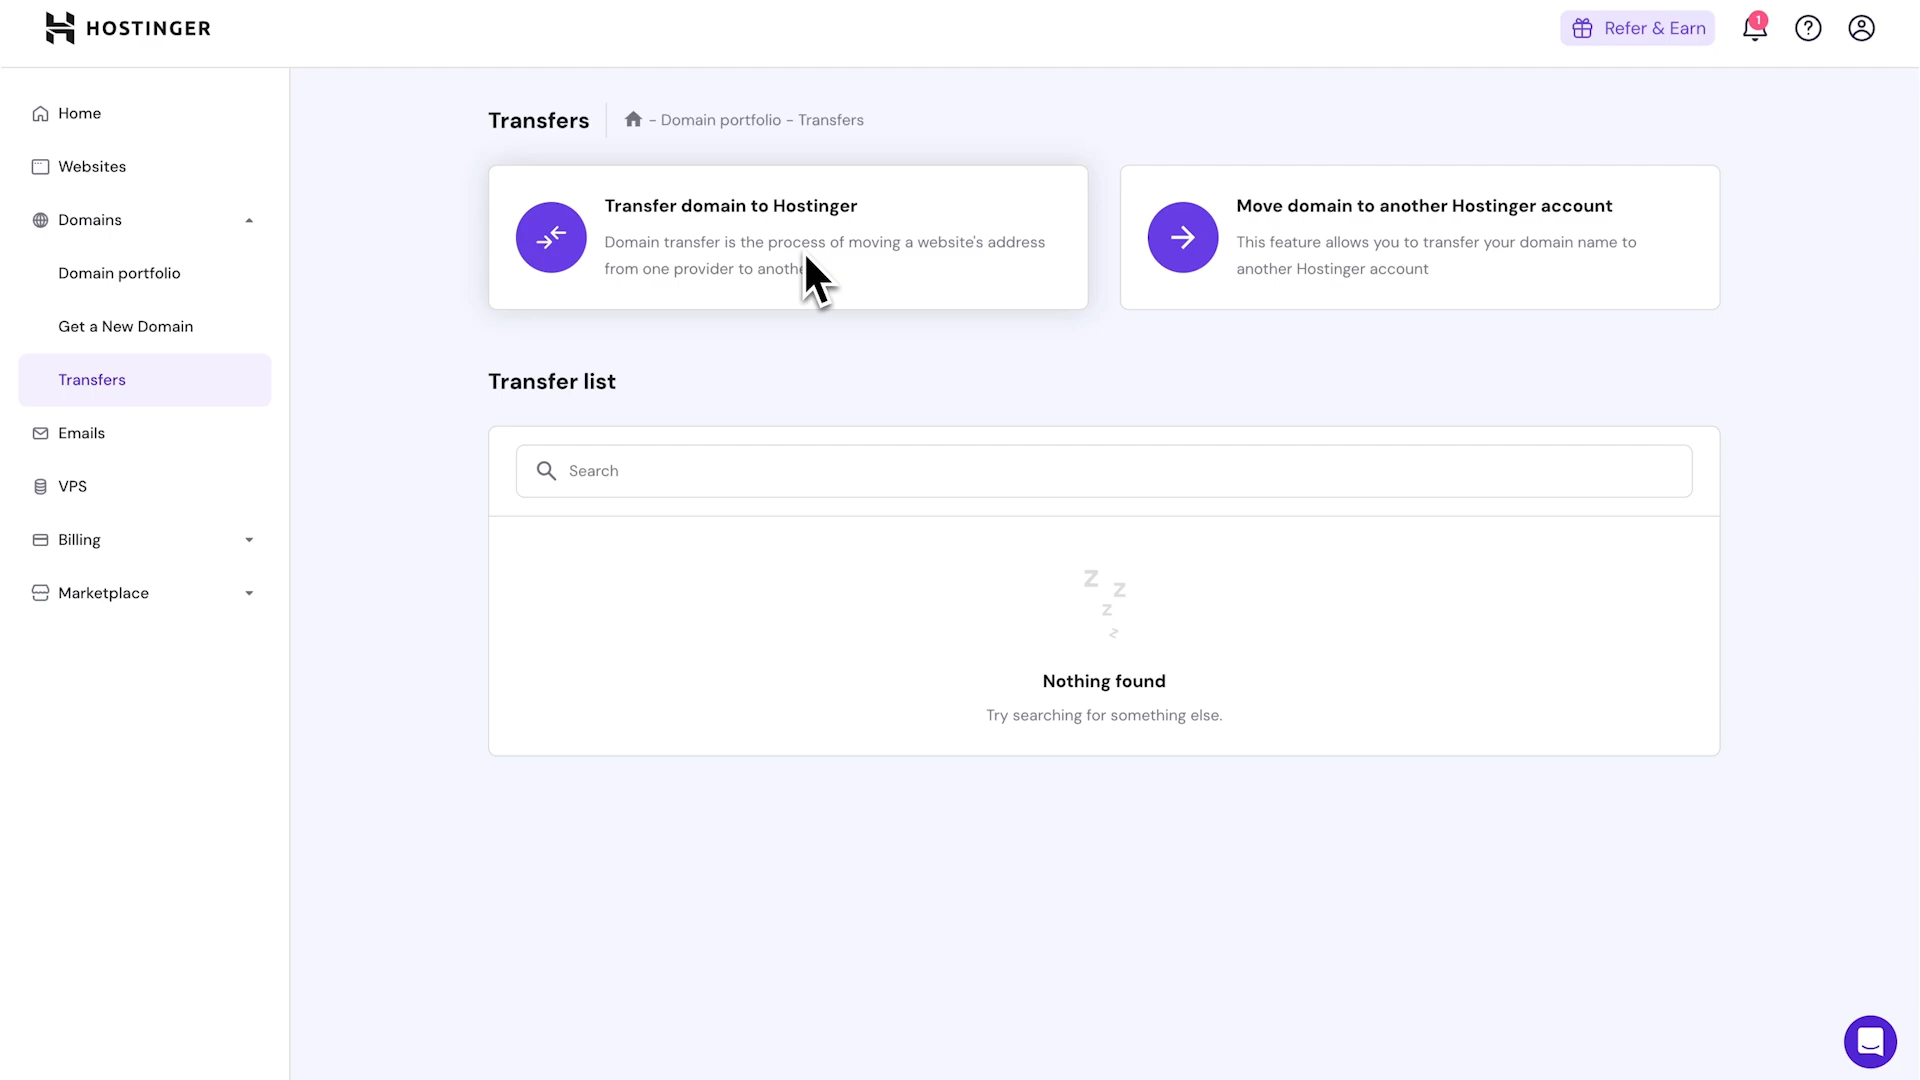 HOSTINGER
Refer & Earn
1
Home
Websites
Domains
Domain portfolio
Get a New Domain
Transfers
Emails
VPS
Billing
Marketplace
Transfers
- Domain portfolio - Transfers
Transfer domain to Hostinger
Domain transfer is the process of moving a website's address
from one provider to anothe
Move domain to another Hostinger account
This feature allows you to transfer your domain name to
another Hostinger account
Transfer list
Search
z z
z
z
Nothing found
Try searching for something else.